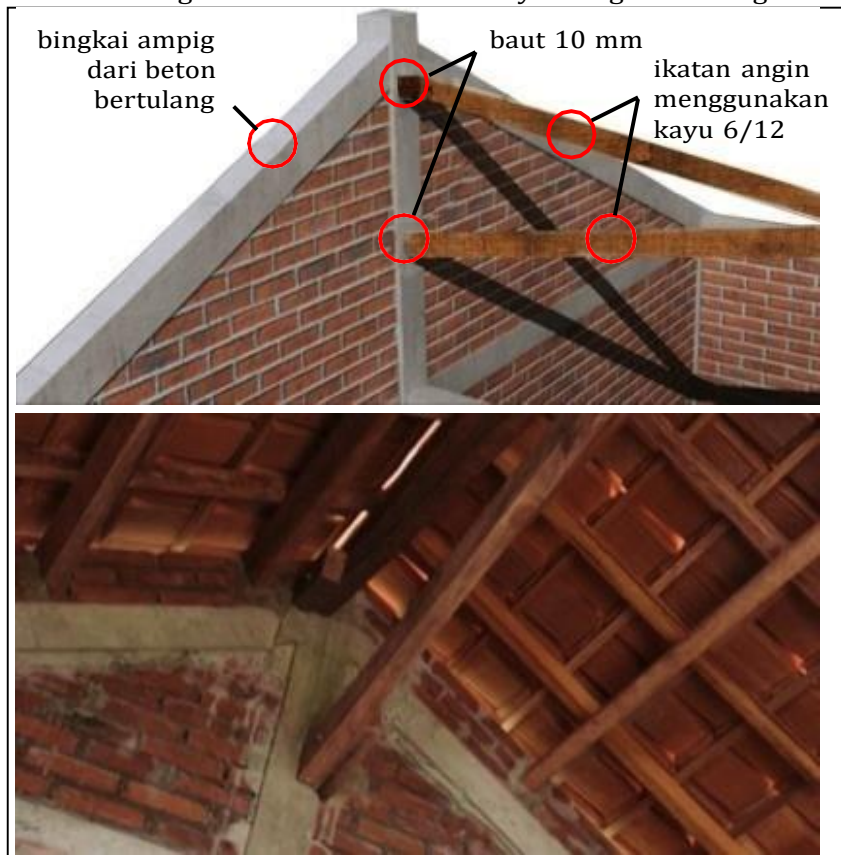 bingkai ampig
dari beton
bertulang
baut 10 mm
ikatan angin
menggunakan
kayu 6/12